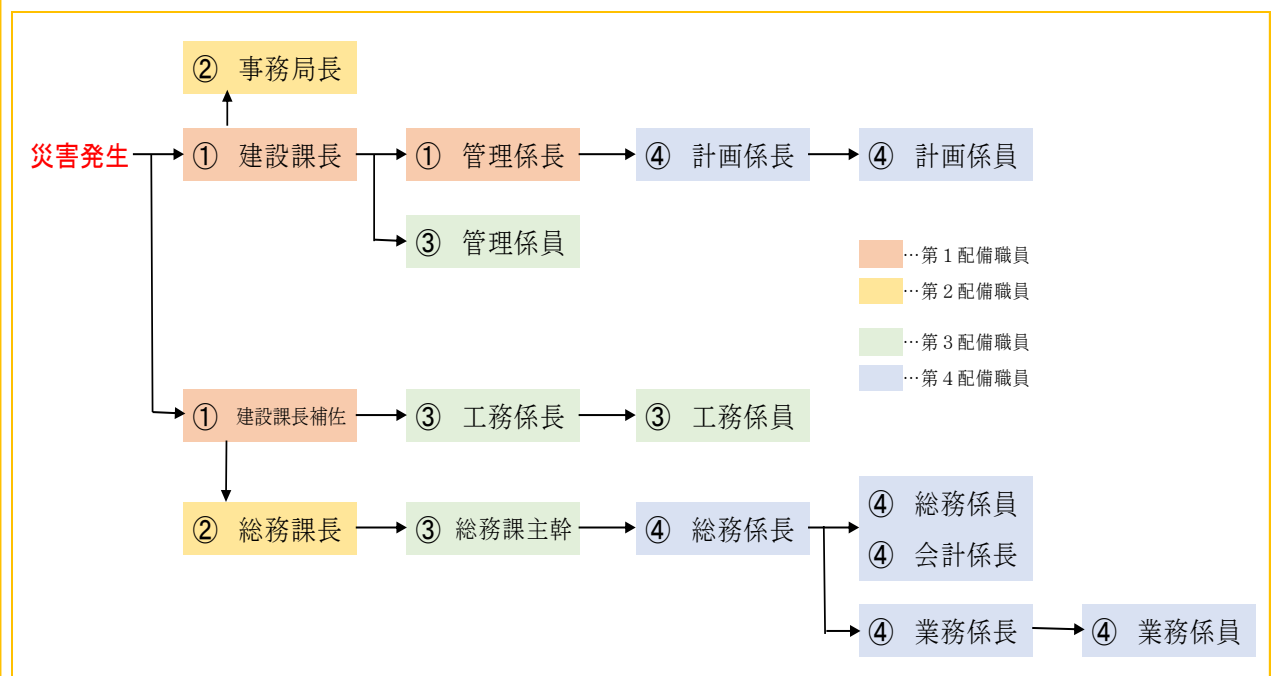 ② 事務局長
災害発生
① 建設課長
① 管理係長
④ 計画係長
④ 計画係員
③ 管理係員
…第1配備職員
…第2配備職員
…第3配備職員
…第4配備職員
① 建設課長補佐
③ 工務係長
③ 工務係員
② 総務課長
③ 総務課主幹
④ 総務係長
④ 総務係員
④ 会計係長
④ 業務係長
④ 業務係員